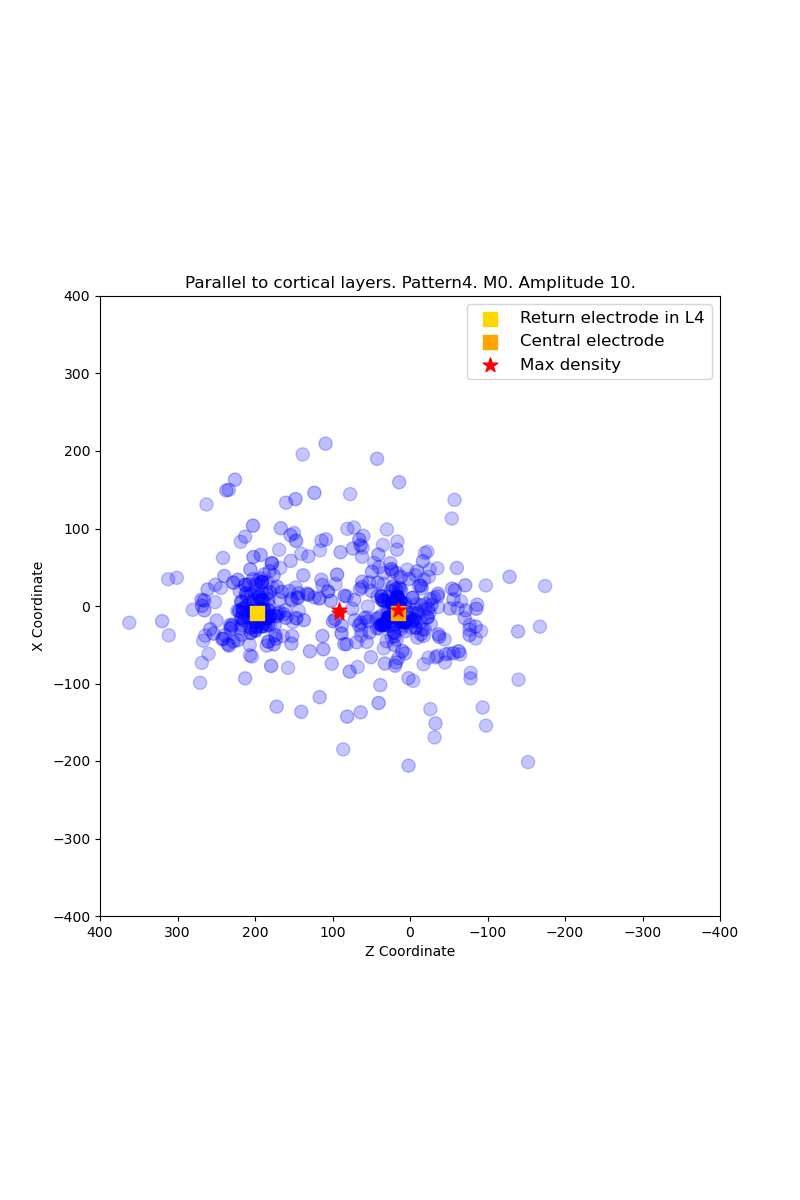 Parallel to cortical layers. Pattern4. M0. Amplitude 10.
Return electrode in L4
Central electrode
Max density
400
300
200
100
0
−100
−200
−300
−400
X Coordinate
400 300 200 100 0 −100 −200 −300 −400
Z Coordinate